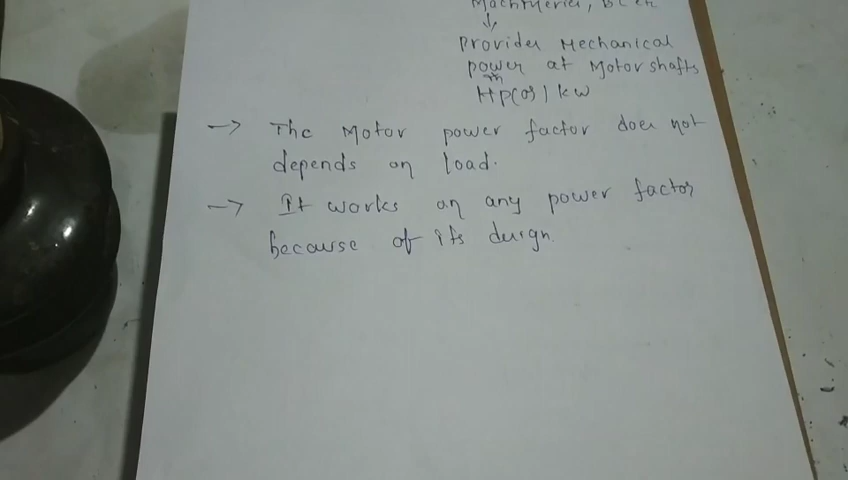 Provides Mechanical
power at Motor shafts
in
HP(or) kw
→ The Motor power factor does not
depends on load.
→ It works on any power factor
because of its design.